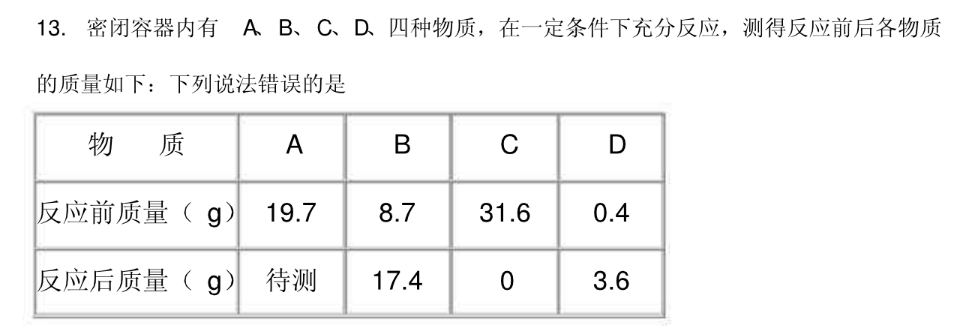 13. 密闭容器内有 A、B、C、D、四种物质，在一定条件下充分反应，测得反应前后各物质
的质量如下：下列说法错误的是
物 质 A B C D
反应前质量（ g） 19.7 8.7 31.6 0.4
反应后质量（ g） 待测 17.4 0 3.6